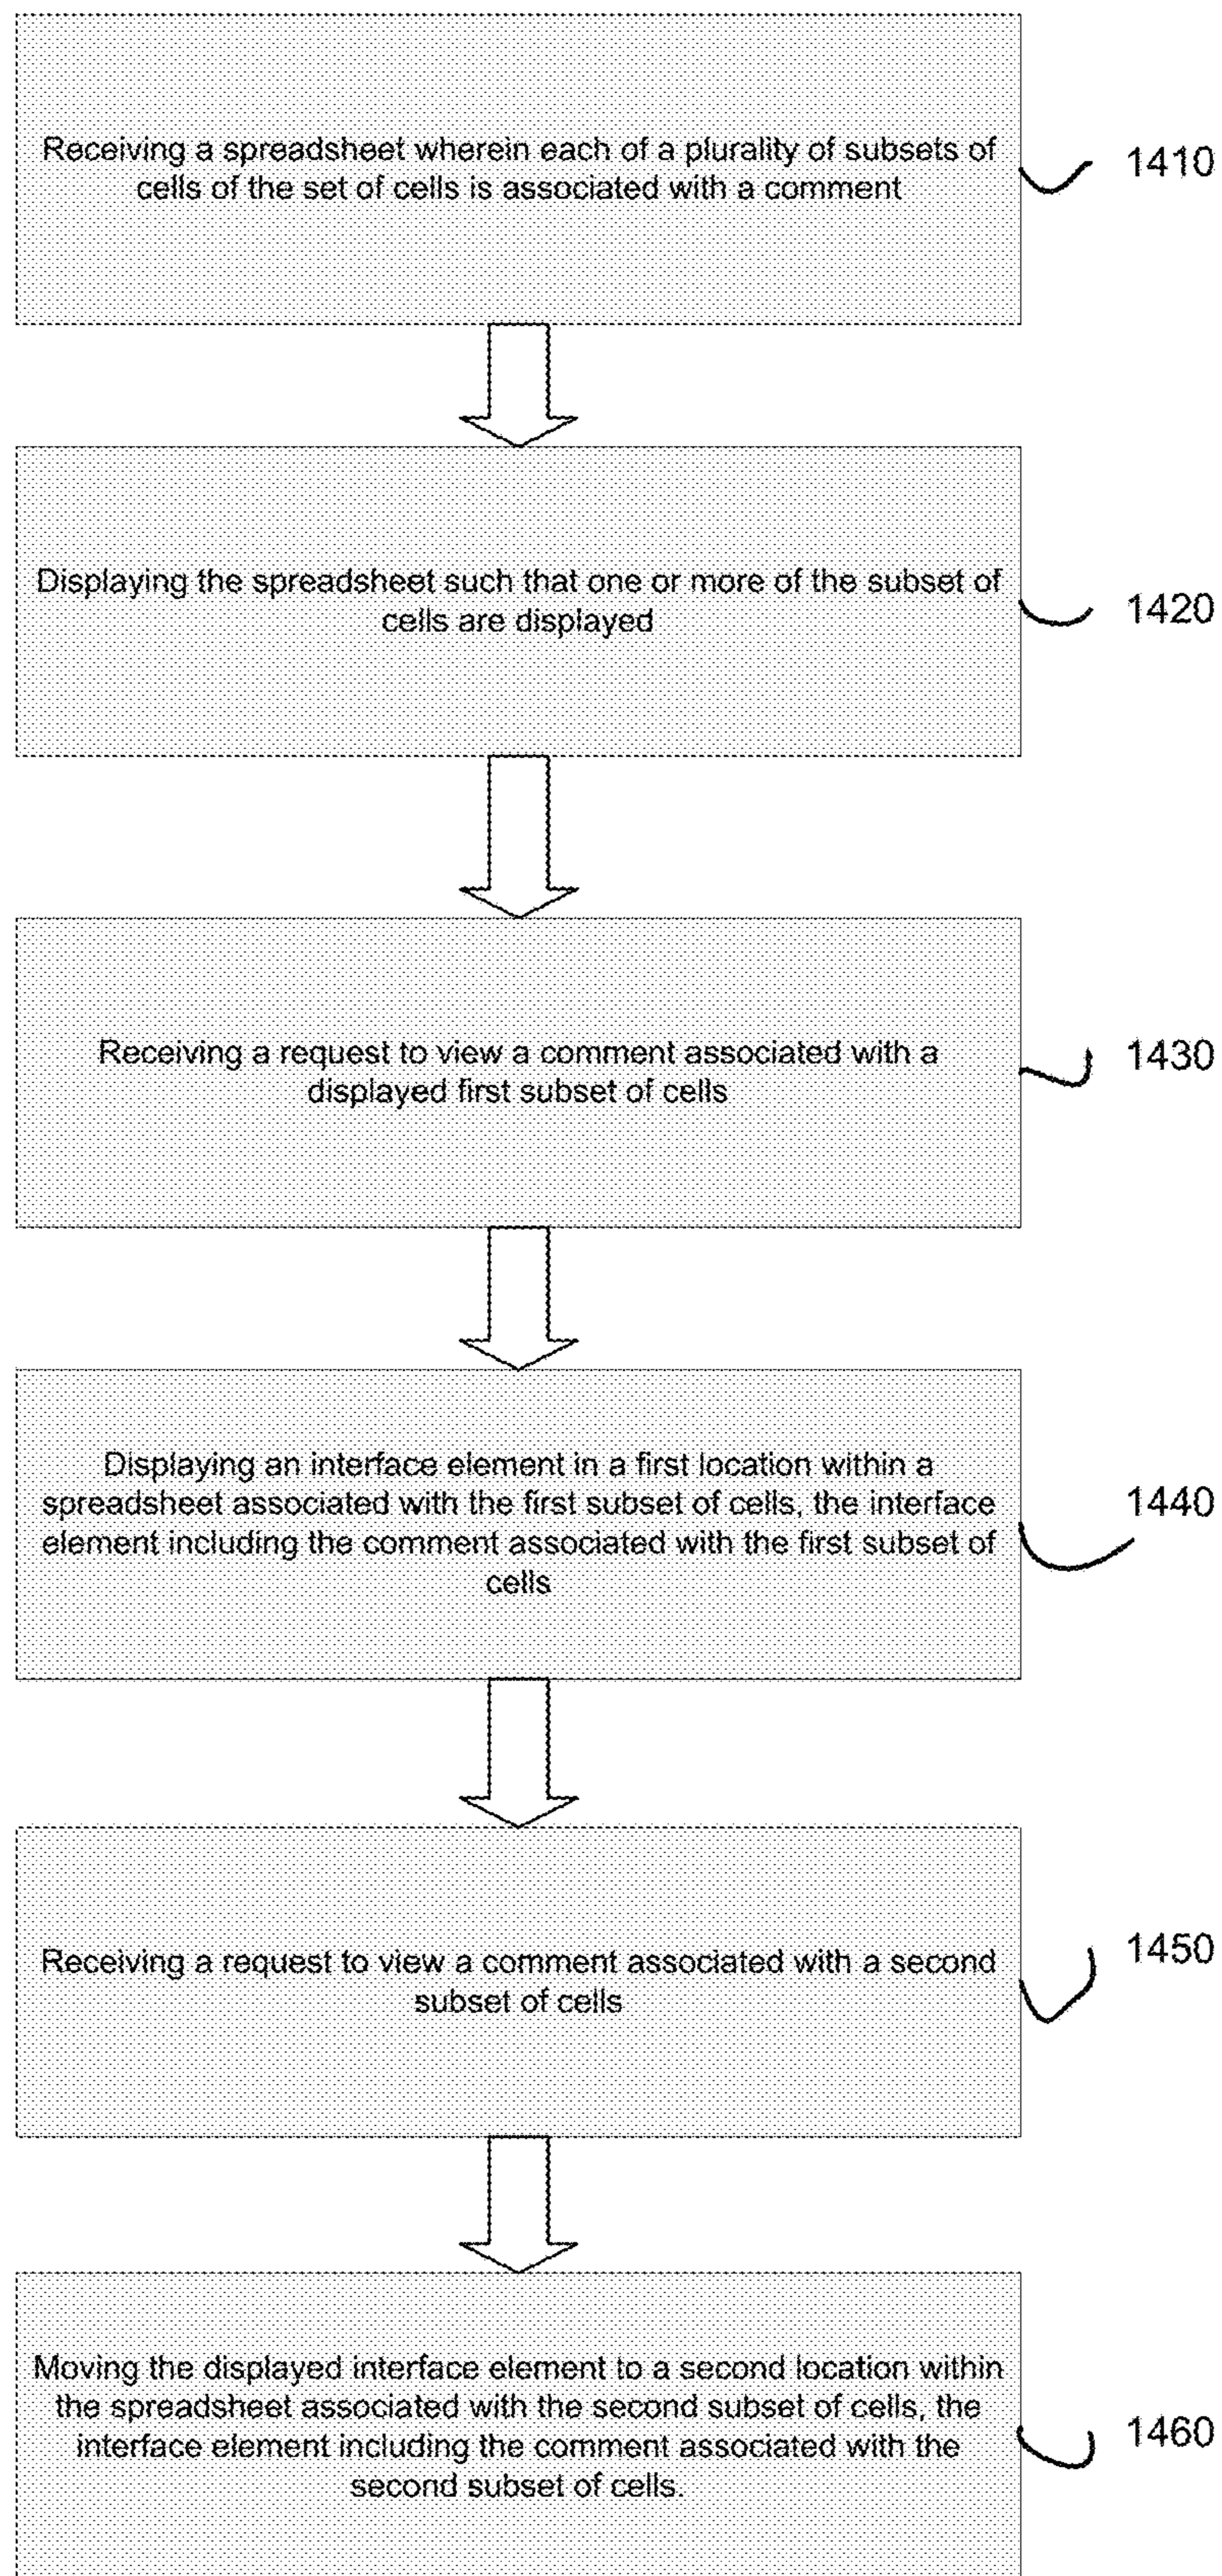 Receiving a spreadsheet wherein each of a plurality of subsets of
cells of the set of cells is associated with a comment
1410
Displaying the spreadsheet such that one or more of the subset of
cells are displayed
1420
Receiving a request to view a comment associated with a
displayed first subset of cells
1430
Displaying an interface element in a first location within a
spreadsheet associated with the first subset of cells, the interface
element including the comment associated with the first subset of
cells
1440
Receiving a request to view a comment associated with a second
subset of cells
1450
Moving the displayed interface element to a second location within
the spreadsheet associated with the second subset of cells, the
interface element including the comment associated with the
second subset of cells.
1460